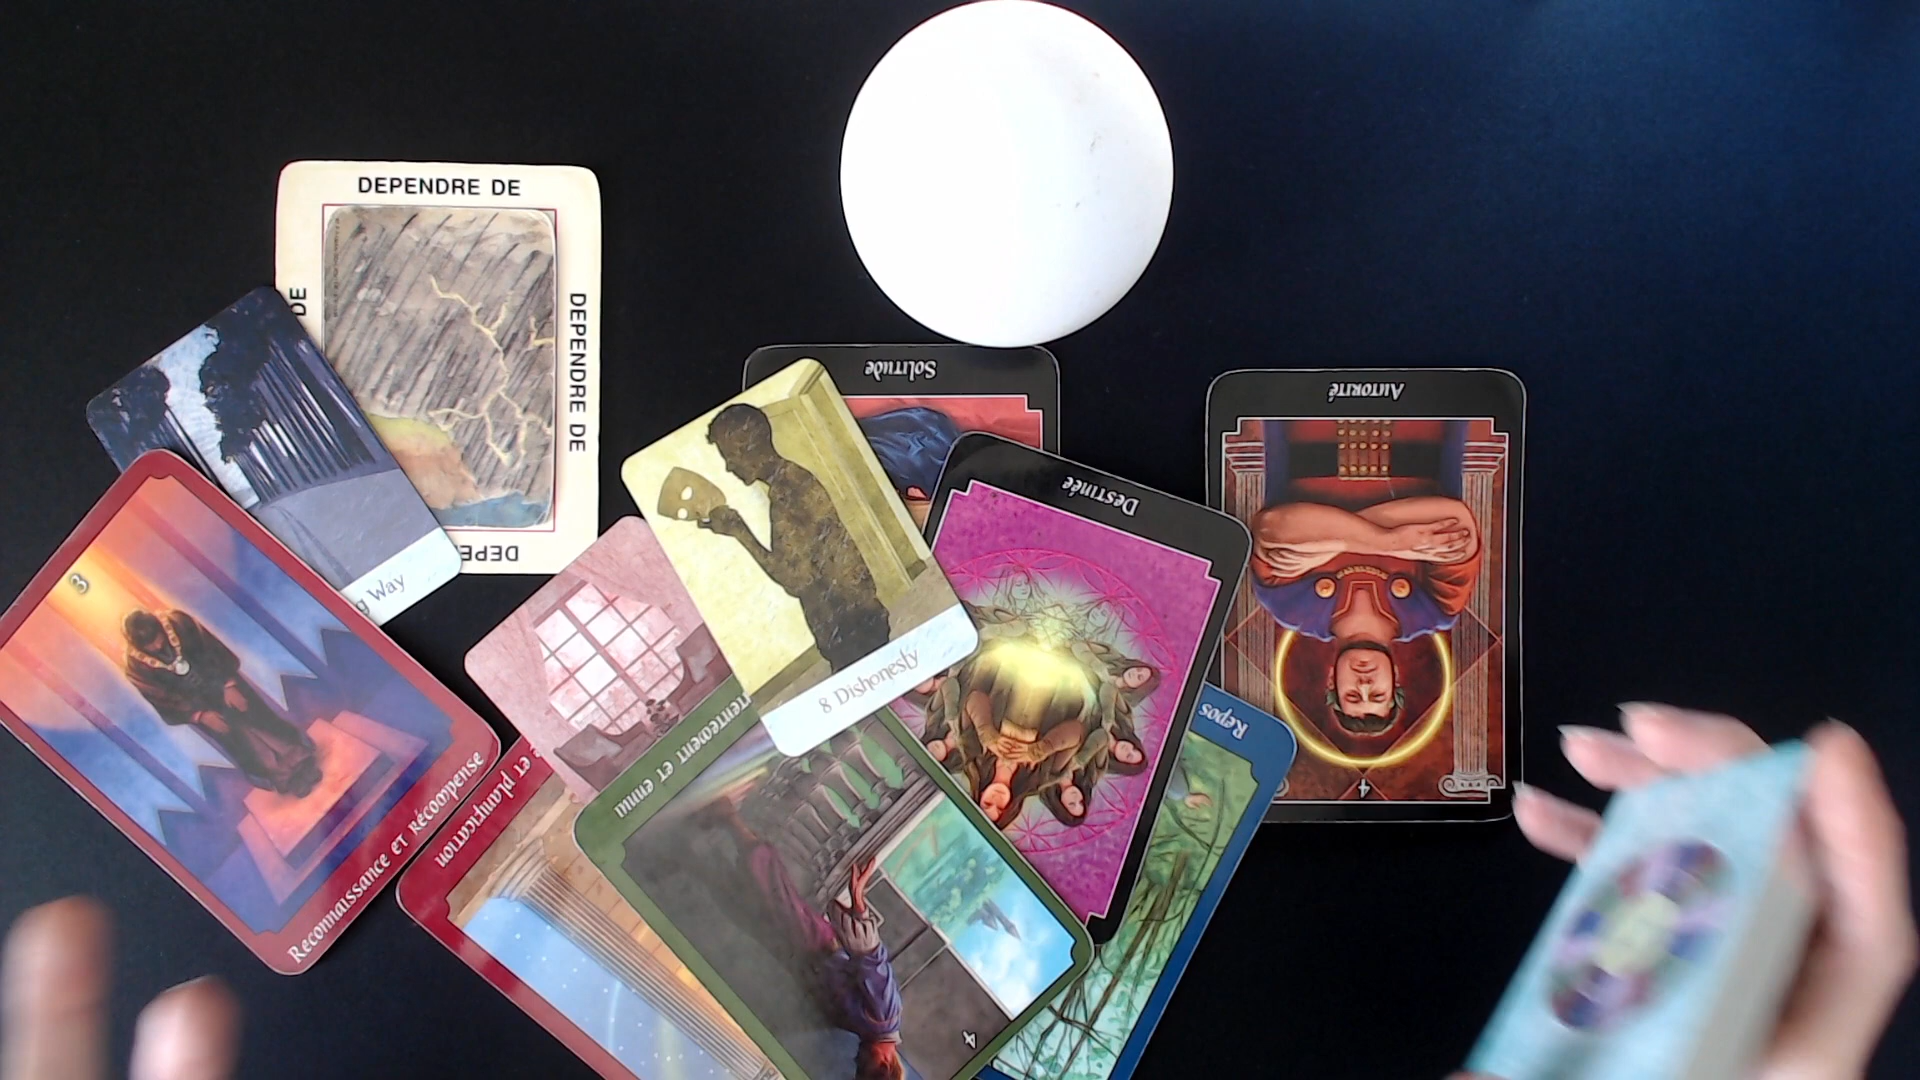 DEPENDRE DE
DE
DEPENDRE DE
DEPE
g Way
3
Reconnaissance et récompense
Solitude
Destinée
Autorité
4
8 Dishonesty
Repos
et planification
et ennui
4